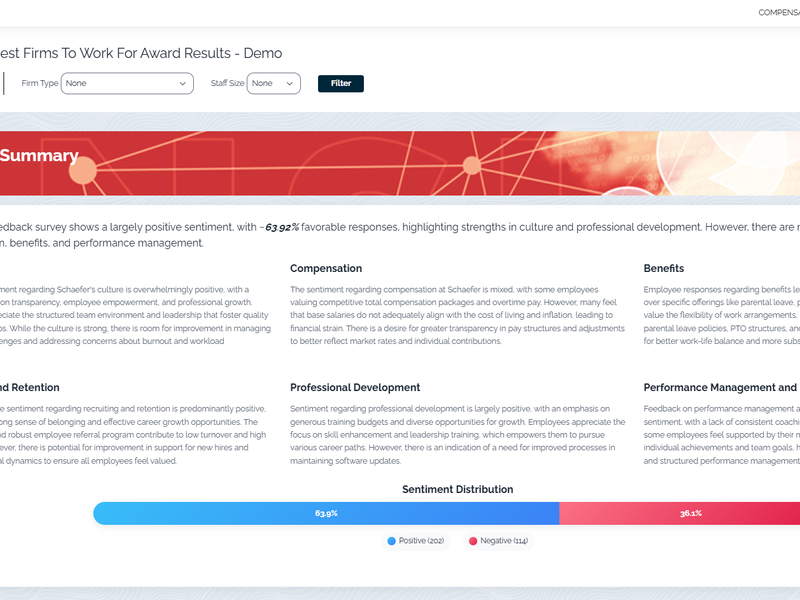 COMPENSA
est Firms To Work For Award Results - Demo
Firm Type None Staff Size None Filter
Summary
edback survey shows a largely positive sentiment, with ~63.92% favorable responses, highlighting strengths in culture and professional development. However, there are
n, benefits, and performance management.
ment regarding Schaefer's culture is overwhelmingly positive, with a
on transparency, employee empowerment, and professional growth.
eciate the structured team environment and leadership that foster quality
ps. While the culture is strong, there is room for improvement in managing
enges and addressing concerns about burnout and workload
Compensation
The sentiment regarding compensation at Schaefer is mixed, with some employees
valuing competitive total compensation packages and overtime pay. However, many feel
that base salaries do not adequately align with the cost of living and inflation, leading to
financial strain. There is a desire for greater transparency in pay structures and adjustments
to better reflect market rates and individual contributions.
Benefits
Employee responses regarding benefits le
over specific offerings like parental leave, p
value the flexibility of work arrangements,
parental leave policies, PTO structures, and
for better work-life balance and more subs
nd Retention
e sentiment regarding recruiting and retention is predominantly positive,
ong sense of belonging and effective career growth opportunities. The
nd robust employee referral program contribute to low turnover and high
ever, there is potential for improvement in support for new hires and
al dynamics to ensure all employees feel valued.
Professional Development
Sentiment regarding professional development is largely positive, with an emphasis on
generous training budgets and diverse opportunities for growth. Employees appreciate the
focus on skill enhancement and leadership training, which empowers them to pursue
various career paths. However, there is an indication of a need for improved processes in
maintaining software updates.
Performance Management and
Feedback on performance management a
sentiment, with a lack of consistent coachi
some employees feel supported by their m
individual achievements and team goals, h
and structured performance management
Sentiment Distribution
63.9% 36.1%
Positive (202) Negative (114)